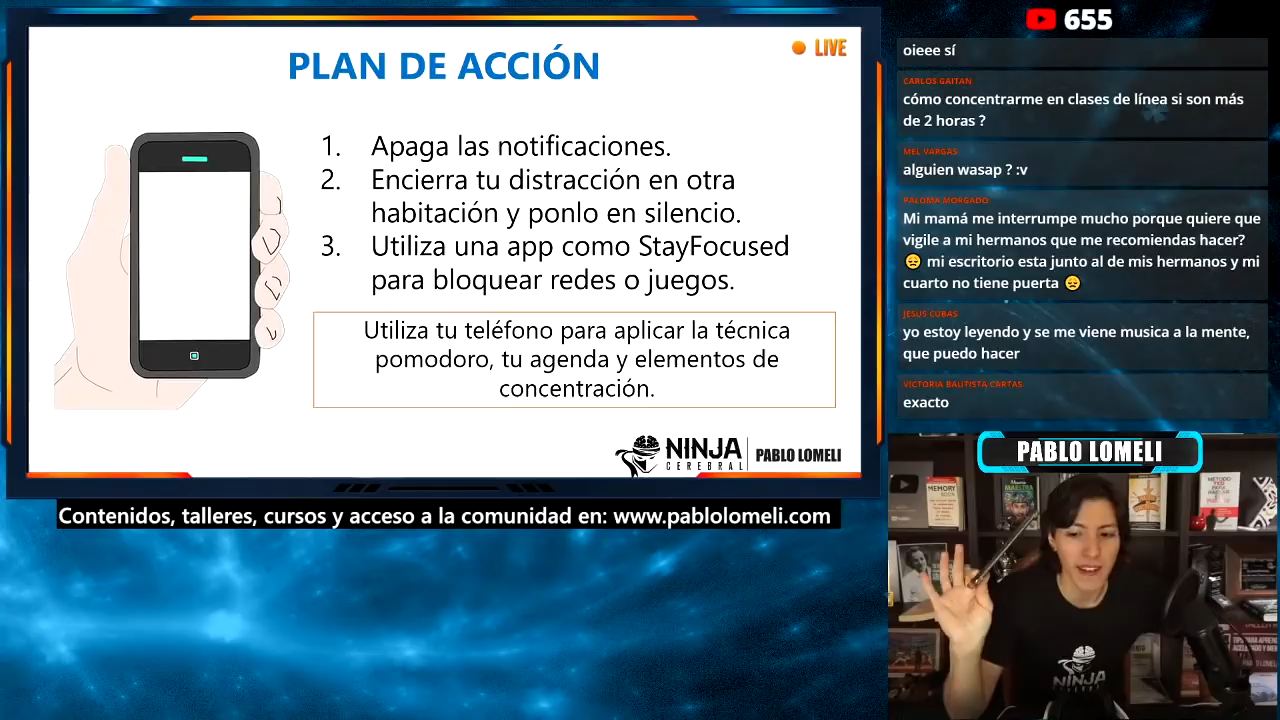 PLAN DE ACCIÓN
LIVE
1. Apaga las notificaciones.
2. Encierra tu distracción en otra
habitación y ponlo en silencio.
3. Utiliza una app como StayFocused
para bloquear redes o juegos.
Utiliza tu teléfono para aplicar la técnica
pomodoro, tu agenda y elementos de
concentración.
NINJA
CEREBRAL
PABLO LOMELI
Contenidos, talleres, cursos y acceso a la comunidad en: www.pablolomeli.com
655
oieee sí
CARLOS GAITAN
cómo concentrarme en clases de línea si son más
de 2 horas ?
MEL VARGAS
alguien wasap ? :v
PALOMA MORGADO
Mi mamá me interrumpe mucho porque quiere que
vigile a mi hermanos que me recomiendas hacer?
mi escritorio esta junto al de mis hermanos y mi
cuarto no tiene puerta
JESUS CUBAS
yo estoy leyendo y se me viene musica a la mente,
que puedo hacer
VICTORIA BAUTISTA CARTAS
exacto
PABLO LOMELI
MEMORY
MAESTRA
NINJA